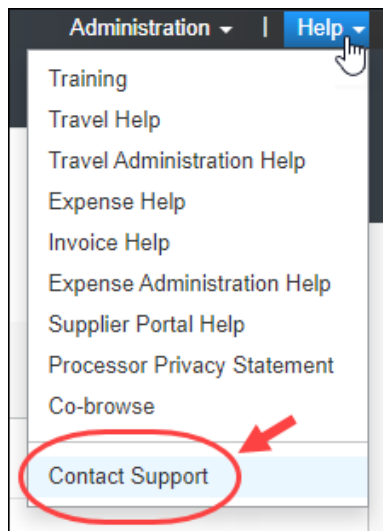 Administration | Help
Training
Travel Help
Travel Administration Help
Expense Help
Invoice Help
Expense Administration Help
Supplier Portal Help
Processor Privacy Statement
Co-browse
Contact Support